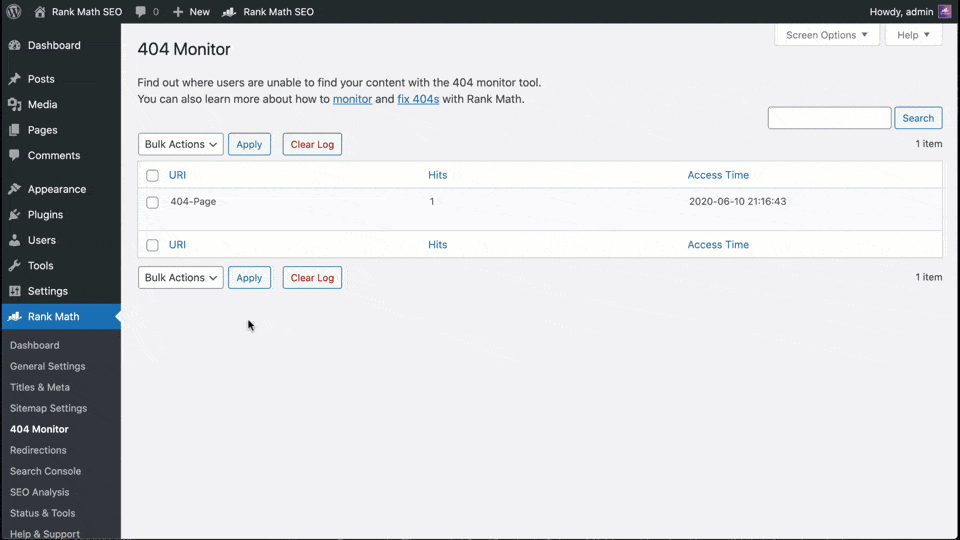 Rank Math SEO 0 New Rank Math SEO Howdy, admin
Screen Options Help
Dashboard
Posts
Media
Pages
Comments
Appearance
Plugins
Users
Tools
Settings
Rank Math
Dashboard
General Settings
Titles & Meta
Sitemap Settings
404 Monitor
Redirections
Search Console
SEO Analysis
Status & Tools
Help & Support
404 Monitor
Find out where users are unable to find your content with the 404 monitor tool.
You can also learn more about how to monitor and fix 404s with Rank Math.
Search
Bulk Actions Apply Clear Log 1 item
URI Hits Access Time
404-Page 1 2020-06-10 21:16:43
URI Hits Access Time
Bulk Actions Apply Clear Log 1 item